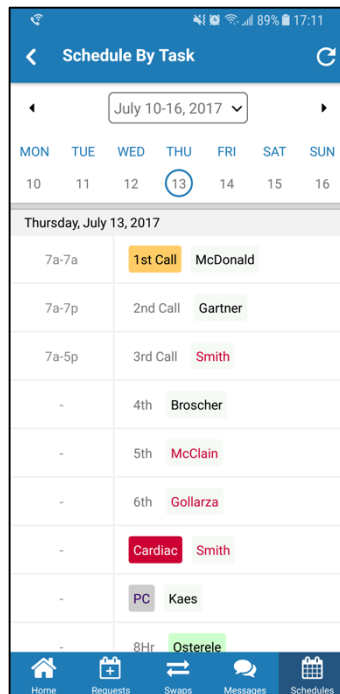 89% 17:11
Schedule By Task
July 10-16, 2017
MON TUE WED THU FRI SAT SUN
10 11 12 13 14 15 16
Thursday, July 13, 2017
7a-7a 1st Call McDonald
7a-7p 2nd Call Gartner
7a-5p 3rd Call Smith
- 4th Broscher
- 5th McClain
- 6th Gollarza
- Cardiac Smith
- PC Kaes
- 8Hr Osterele
Home Requests Swaps Messages Schedules